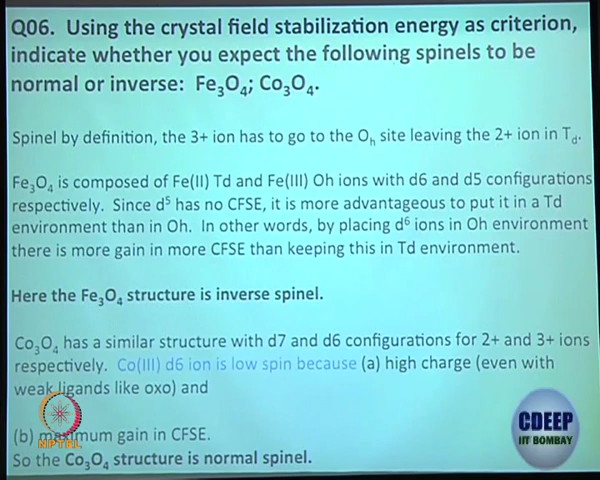 Q06. Using the crystal field stabilization energy as criterion,
indicate whether you expect the following spinels to be
normal or inverse: Fe₃O₄; Co₃O₄.
Spinel by definition, the 3+ ion has to go to the Oₕ site leaving the 2+ ion in T_d.
Fe₃O₄ is composed of Fe(II) Td and Fe(III) Oh ions with d6 and d5 configurations
respectively. Since d⁵ has no CFSE, it is more advantageous to put it in a Td
environment than in Oh. In other words, by placing d⁶ ions in Oh environment
there is more gain in more CFSE than keeping this in Td environment.
Here the Fe₃O₄ structure is inverse spinel.
Co₃O₄ has a similar structure with d7 and d6 configurations for 2+ and 3+ ions
respectively. Co(III) d6 ion is low spin because (a) high charge (even with
weak ligands like oxo) and
(b) maximum gain in CFSE.
So the Co₃O₄ structure is normal spinel.
NPTEL
CDEEP
IIT BOMBAY